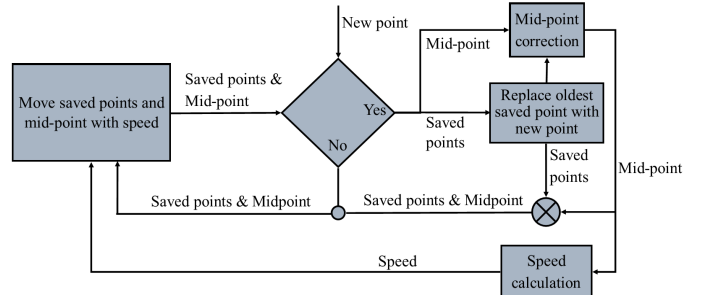 New point
Mid-point
correction
Mid-point
Saved points &
Mid-point
Move saved points and
mid-point with speed
Yes
No
Saved
points
Replace oldest
saved point with
new point
Saved
points
Mid-point
Saved points & Midpoint
Saved points & Midpoint
Speed
Speed
calculation